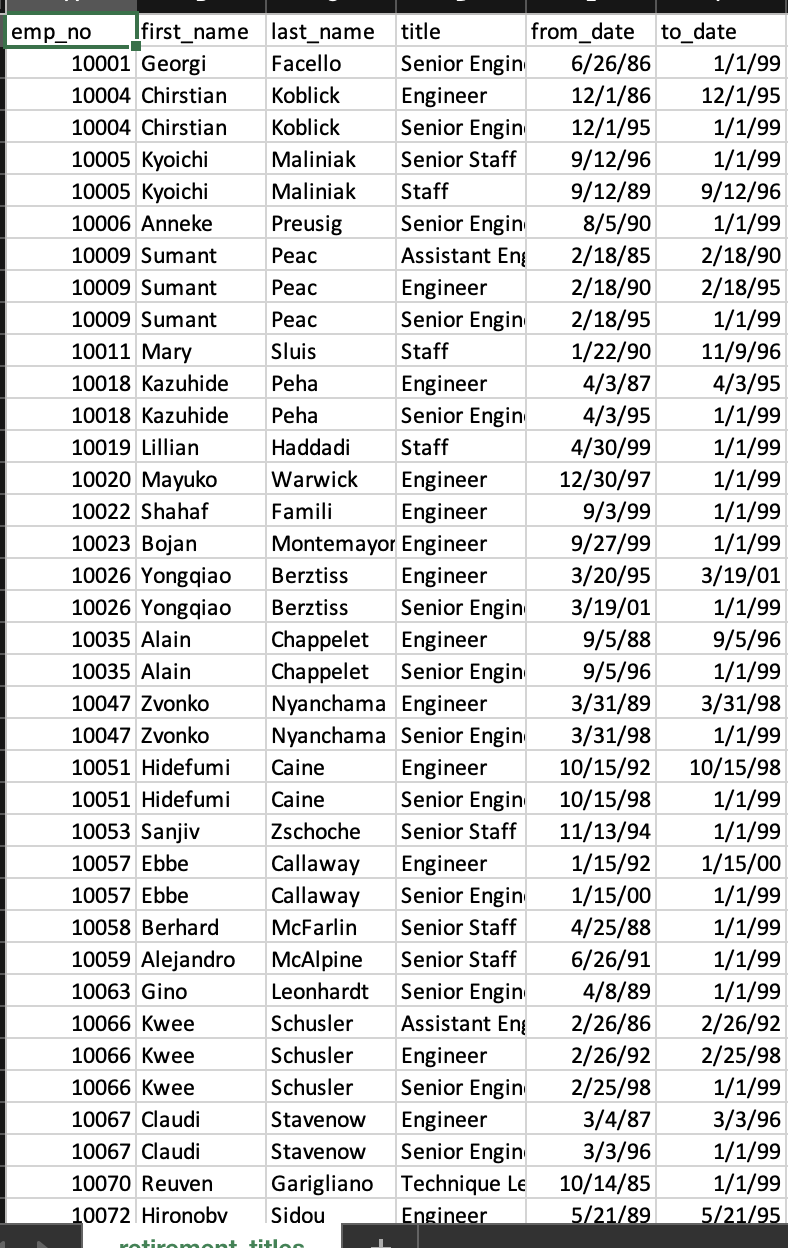 emp_no first_name last_name title from_date to_date
10001 Georgi Facello Senior Engin 6/26/86 1/1/99
10004 Chirstian Koblick Engineer 12/1/86 12/1/95
10004 Chirstian Koblick Senior Engin 12/1/95 1/1/99
10005 Kyoichi Maliniak Senior Staff 9/12/96 1/1/99
10005 Kyoichi Maliniak Staff 9/12/89 9/12/96
10006 Anneke Preusig Senior Engin 8/5/90 1/1/99
10009 Sumant Peac Assistant Eng 2/18/85 2/18/90
10009 Sumant Peac Engineer 2/18/90 2/18/95
10009 Sumant Peac Senior Engin 2/18/95 1/1/99
10011 Mary Sluis Staff 1/22/90 11/9/96
10018 Kazuhide Peha Engineer 4/3/87 4/3/95
10018 Kazuhide Peha Senior Engin 4/3/95 1/1/99
10019 Lillian Haddadi Staff 4/30/99 1/1/99
10020 Mayuko Warwick Engineer 12/30/97 1/1/99
10022 Shahaf Famili Engineer 9/3/99 1/1/99
10023 Bojan Montemayor Engineer 9/27/99 1/1/99
10026 Yongqiao Berztiss Engineer 3/20/95 3/19/01
10026 Yongqiao Berztiss Senior Engin 3/19/01 1/1/99
10035 Alain Chappelet Engineer 9/5/88 9/5/96
10035 Alain Chappelet Senior Engin 9/5/96 1/1/99
10047 Zvonko Nyanchama Engineer 3/31/89 3/31/98
10047 Zvonko Nyanchama Senior Engin 3/31/98 1/1/99
10051 Hidefumi Caine Engineer 10/15/92 10/15/98
10051 Hidefumi Caine Senior Engin 10/15/98 1/1/99
10053 Sanjiv Zschoche Senior Staff 11/13/94 1/1/99
10057 Ebbe Callaway Engineer 1/15/92 1/15/00
10057 Ebbe Callaway Senior Engin 1/15/00 1/1/99
10058 Berhard McFarlin Senior Staff 4/25/88 1/1/99
10059 Alejandro McAlpine Senior Staff 6/26/91 1/1/99
10063 Gino Leonhardt Senior Engin 4/8/89 1/1/99
10066 Kwee Schusler Assistant Eng 2/26/86 2/26/92
10066 Kwee Schusler Engineer 2/26/92 2/25/98
10066 Kwee Schusler Senior Engin 2/25/98 1/1/99
10067 Claudi Stavenow Engineer 3/4/87 3/3/96
10067 Claudi Stavenow Senior Engin 3/3/96 1/1/99
10070 Reuven Garigliano Technique Le 10/14/85 1/1/99
10072 Hironoby Sidou Engineer 5/21/89 5/21/95
retirement_titles